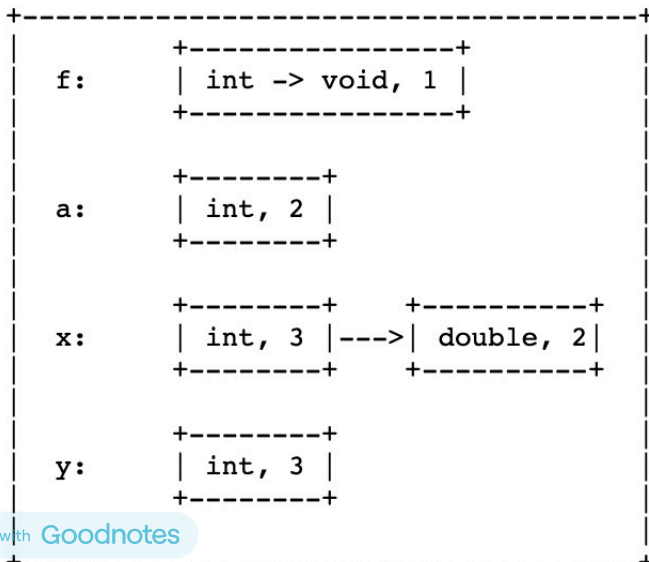 f: | int -> void, 1 |
a: | int, 2 |
x: | int, 3 |--->| double, 2|
y: | int, 3 |
with Goodnotes